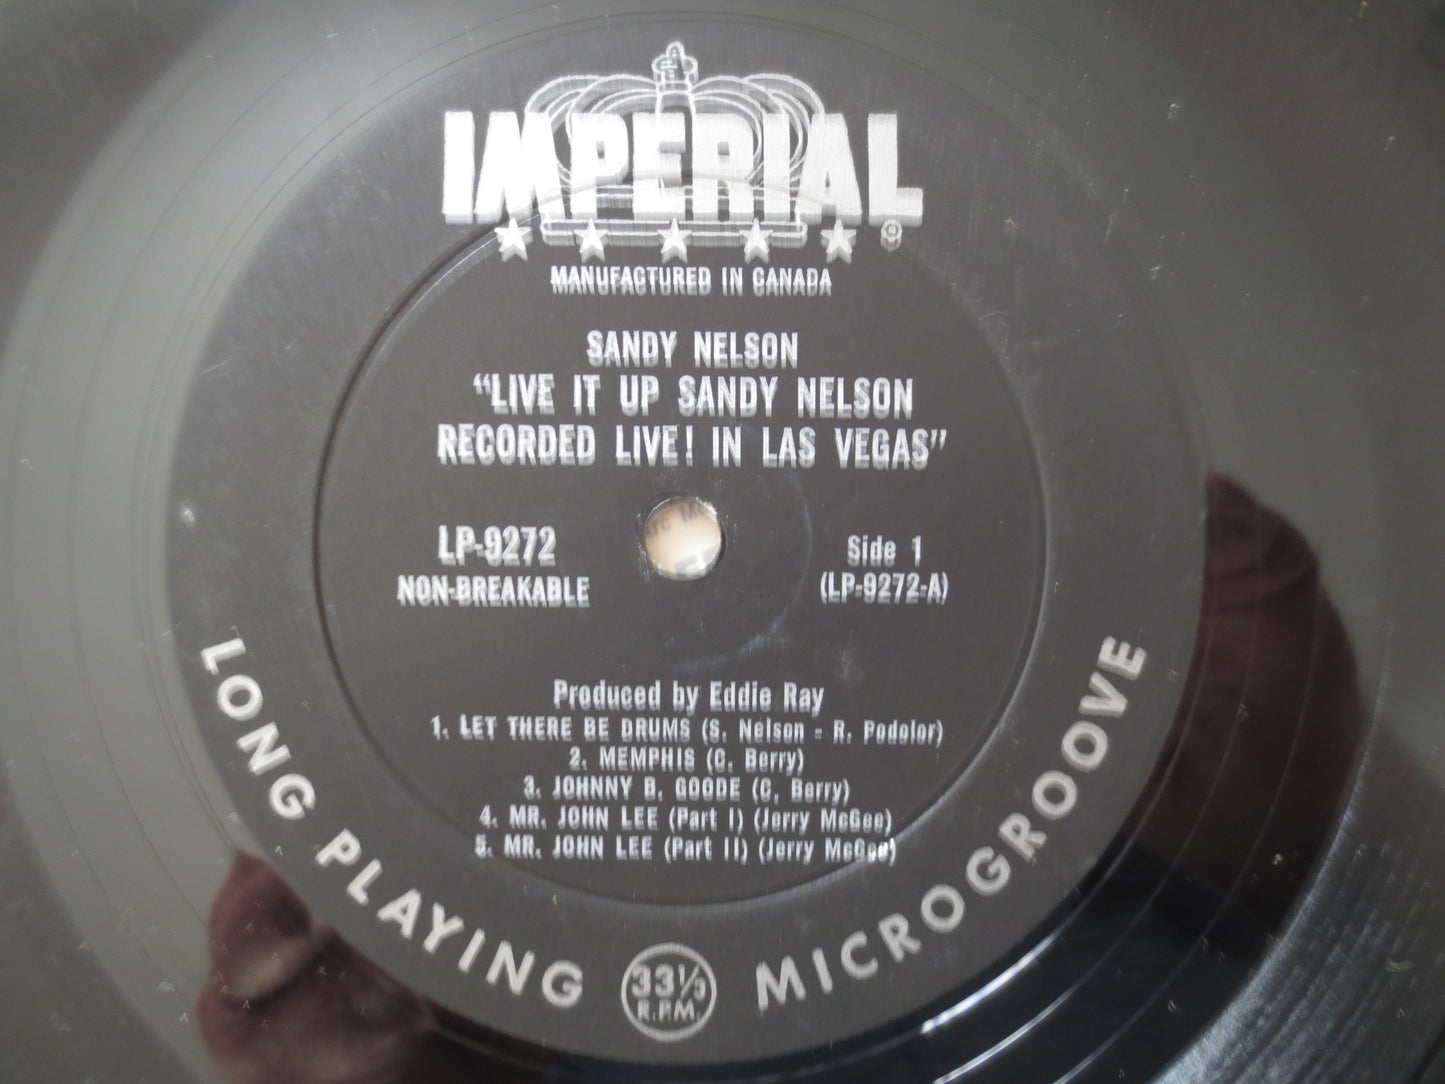 IMPERIAL
®
MANUFACTURED IN CANADA
SANDY NELSON
“LIVE IT UP SANDY NELSON
RECORDED LIVE! IN LAS VEGAS”
LP-9272
NON-BREAKABLE
Side 1
(LP-9272-A)
Produced by Eddie Ray
1. LET THERE BE DRUMS (S. Nelson - R. Podolor)
2. MEMPHIS (C. Berry)
3. JOHNNY B. GOODE (C. Berry)
4. MR. JOHN LEE (Part I) (Jerry McGee)
5. MR. JOHN LEE (Part II) (Jerry McGee)
LONG PLAYING
33⅓
R.P.M.
MICROGROOVE